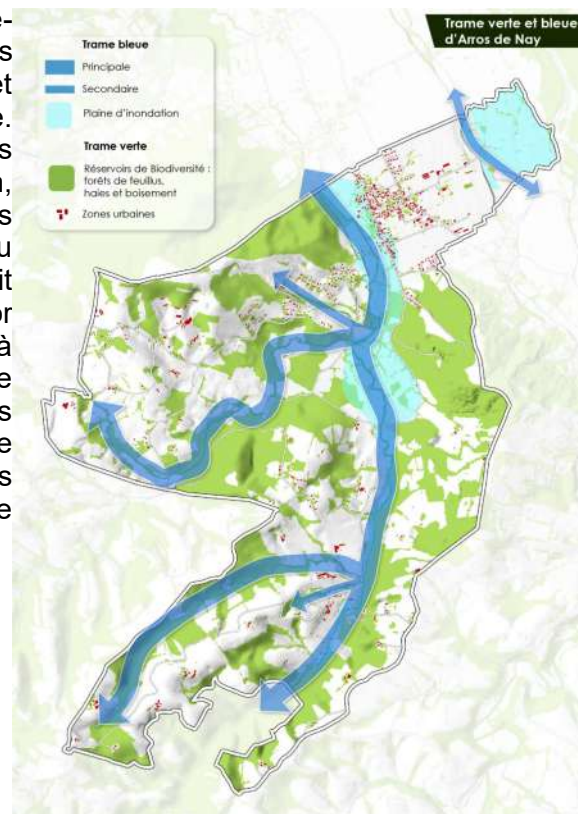 Trame verte et bleue
d'Arros de Nay
Trame bleue
Principale
Secondaire
Plaine d'inondation
Trame verte
Réservoirs de Biodiversité :
forêts de feuillus,
haies et boisement
Zones urbaines